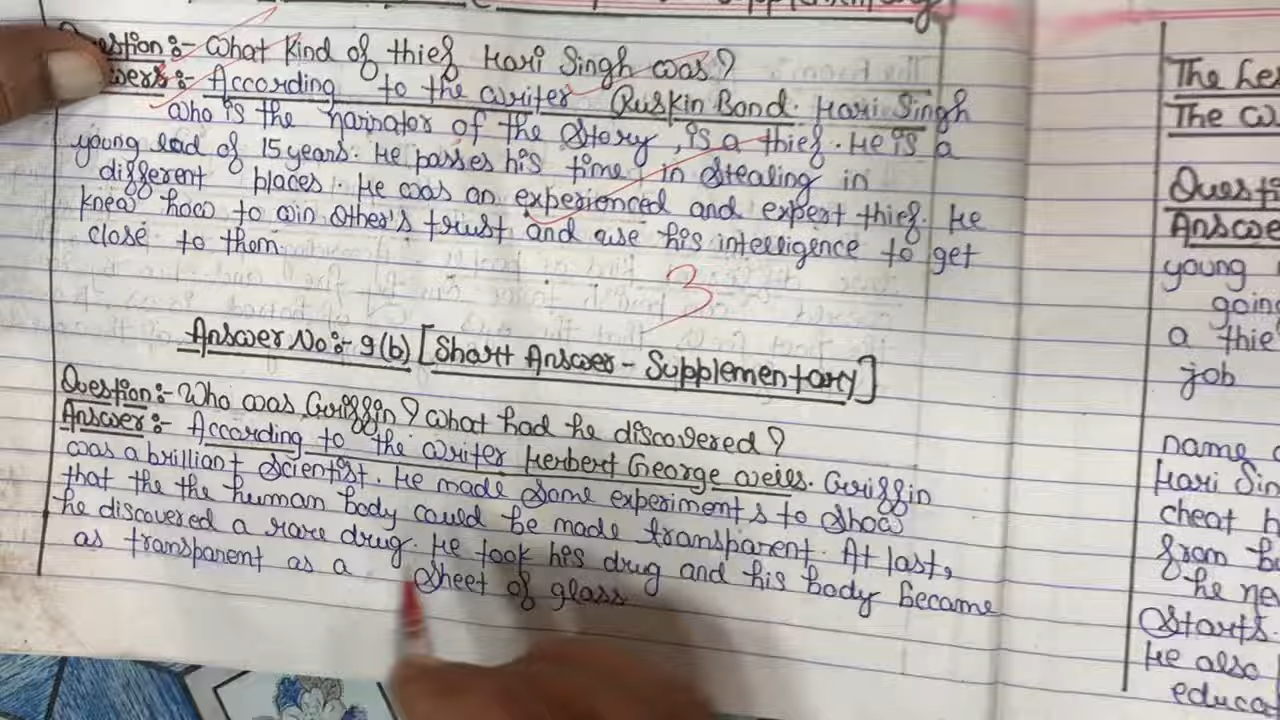 Supplementary
Question:- What kind of thief Hari Singh was?
Answers:- According to the writer Ruskin Bond. Hari Singh
who is the narrator of the Story, is a thief. He is a
young lad of 15 years. He passes his time in Stealing in
different places. He was an experienced and expert thief. He
knew how to win Other's trust and use his intelligence to get
close to them
3
Answer No:- 9(b) [Short Answer - Supplementary]
Question:- Who was Griffin? What had he discovered?
Answer:- According to the writer Herbert George weles. Griffin
was a brilliant Scientist. He made Some experiments to Show
that the the human body could be made transparent. At last,
he discovered a rare drug. He took his drug and his body became
as transparent as a Sheet of glass
The
The
Answe
young
going
a thie
job
name
Hari Sin
cheat
from
he
Starts
He also
educa